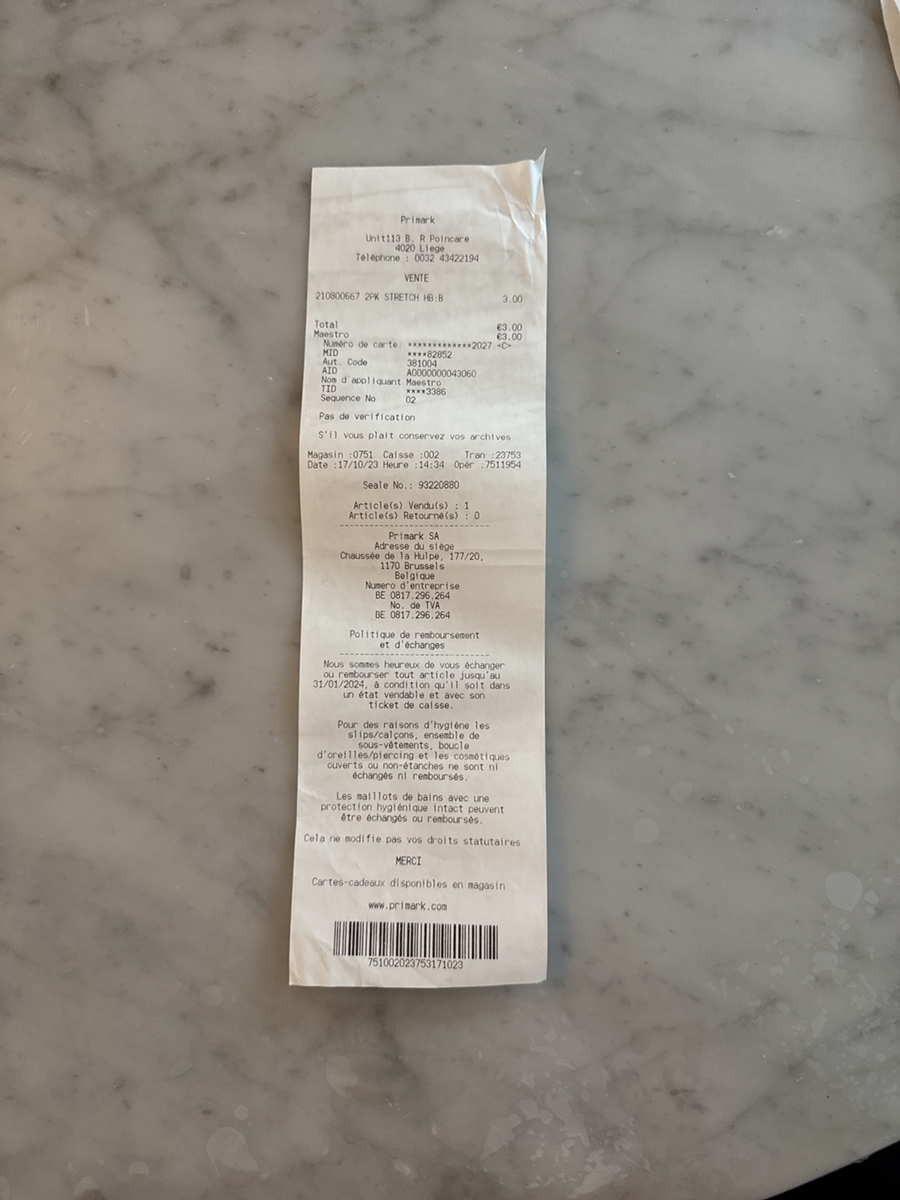 Primark
Unit113 B. R Poincare
4020 Liege
Téléphone : 0032 43422194
VENTE
210800667 2PK STRETCH HB:B 3.00
Total €3.00
Maestro €3.00
Numéro de carte: *************2027 <C>
MID ****82852
Aut. Code 381004
AID A0000000043060
Nom d'appliquant Maestro
TID ****3386
Sequence No 02
Pas de verification
S'il vous plait conservez vos archives
Magasin :0751 Caisse :002 Tran :23753
Date :17/10/23 Heure :14:34 Opér :7511954
Seale No.: 93220880
Article(s) Vendu(s) : 1
Article(s) Retourné(s) : 0
Primark SA
Adresse du siège
Chaussée de la Hulpe, 177/20,
1170 Brussels
Belgique
Numero d'entreprise
BE 0817.296.264
No. de TVA
BE 0817.296.264
Politique de remboursement
et d'échanges
Nous sommes heureux de vous échanger
ou rembourser tout article jusqu'au
31/01/2024, à condition qu'il soit dans
un état vendable et avec son
ticket de caisse.
Pour des raisons d'hygiène les
slips/calçons, ensemble de
sous-vêtements, boucle
d'oreilles/piercing et les cosmétiques
ouverts ou non-étanches ne sont ni
échangés ni remboursés.
Les maillots de bains avec une
protection hygiénique intact peuvent
être échangés ou remboursés.
Cela ne modifie pas vos droits statutaires
MERCI
Cartes-cadeaux disponibles en magasin
www.primark.com
751002023753171023